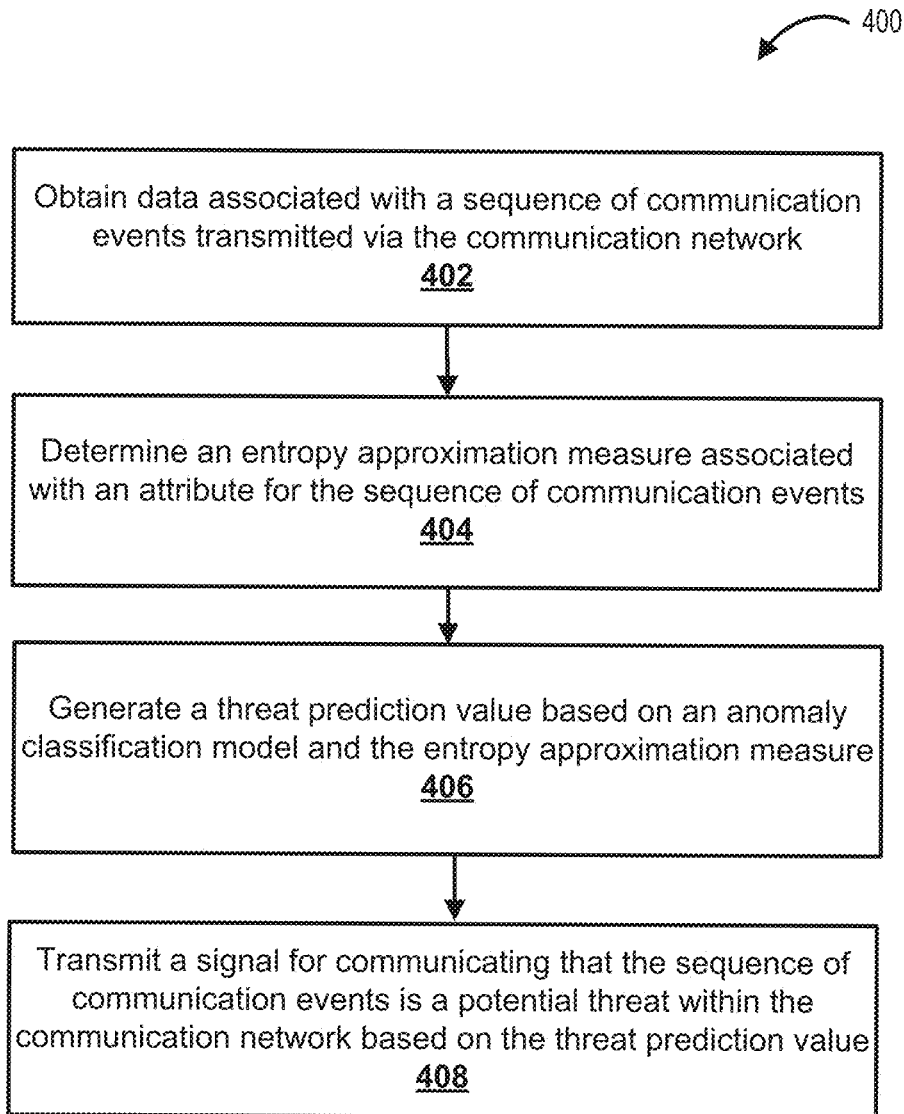 400
Obtain data associated with a sequence of communication
events transmitted via the communication network
402
Determine an entropy approximation measure associated
with an attribute for the sequence of communication events
404
Generate a threat prediction value based on an anomaly
classification model and the entropy approximation measure
406
Transmit a signal for communicating that the sequence of
communication events is a potential threat within the
communication network based on the threat prediction value
408